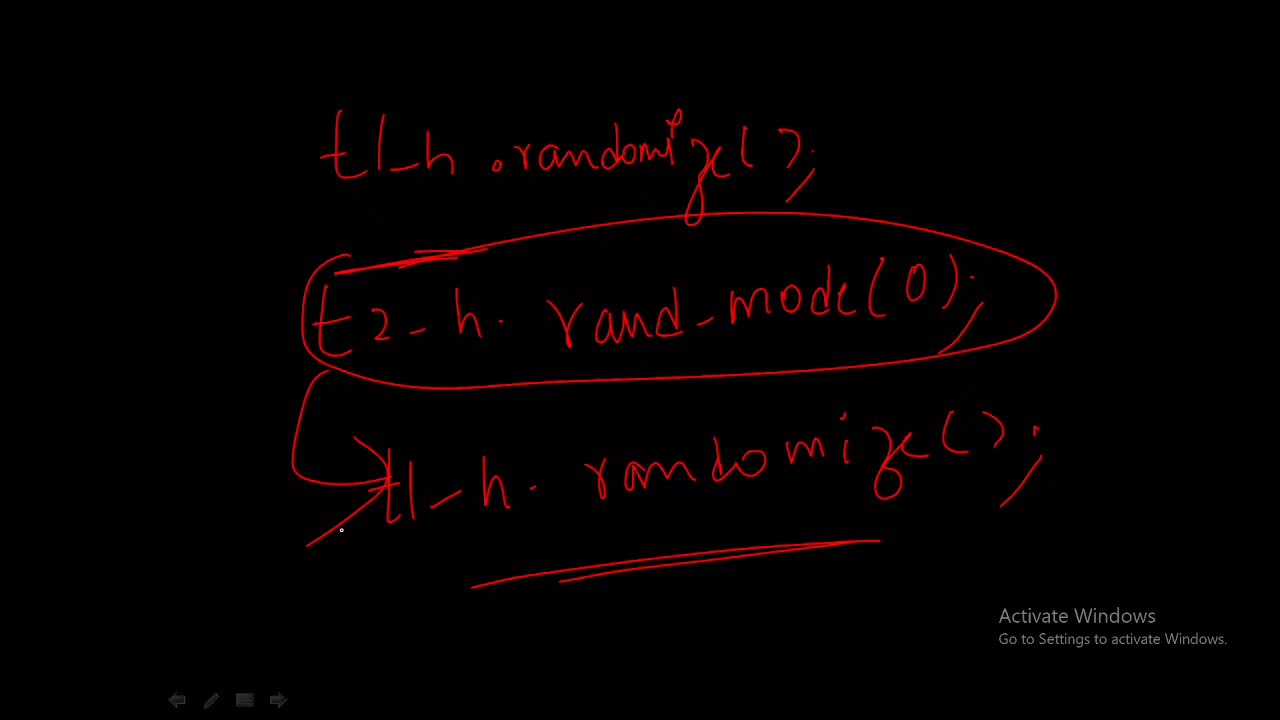 t1_h.randomize();
t2_h.rand_mode(0);
t1_h.randomize();
Activate Windows
Go to Settings to activate Windows.